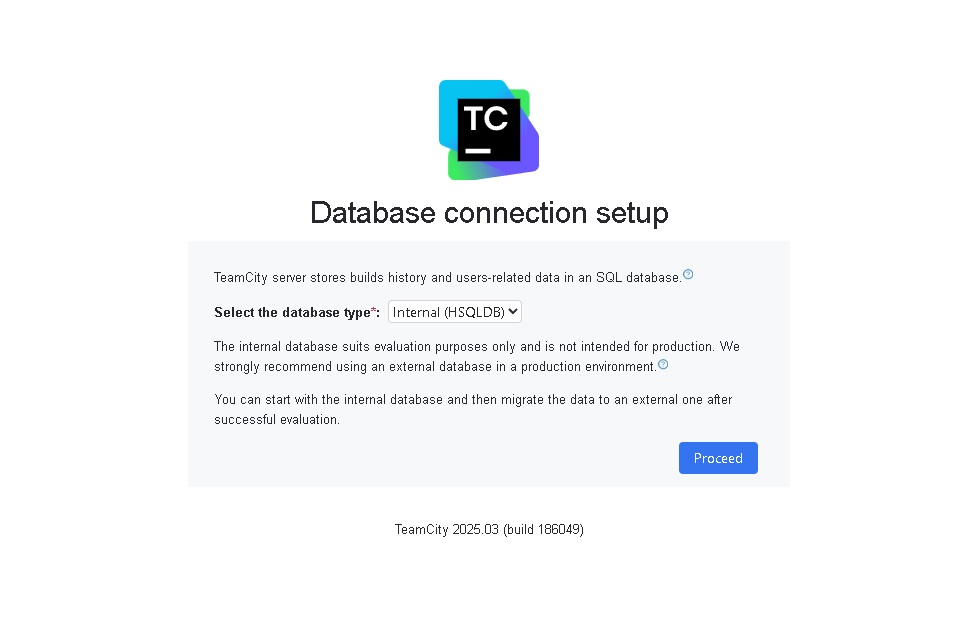 TC
Database connection setup
TeamCity server stores builds history and users-related data in an SQL database.?
Select the database type*: Internal (HSQLDB)
The internal database suits evaluation purposes only and is not intended for production. We
strongly recommend using an external database in a production environment.?
You can start with the internal database and then migrate the data to an external one after
successful evaluation.
Proceed
TeamCity 2025.03 (build 186049)